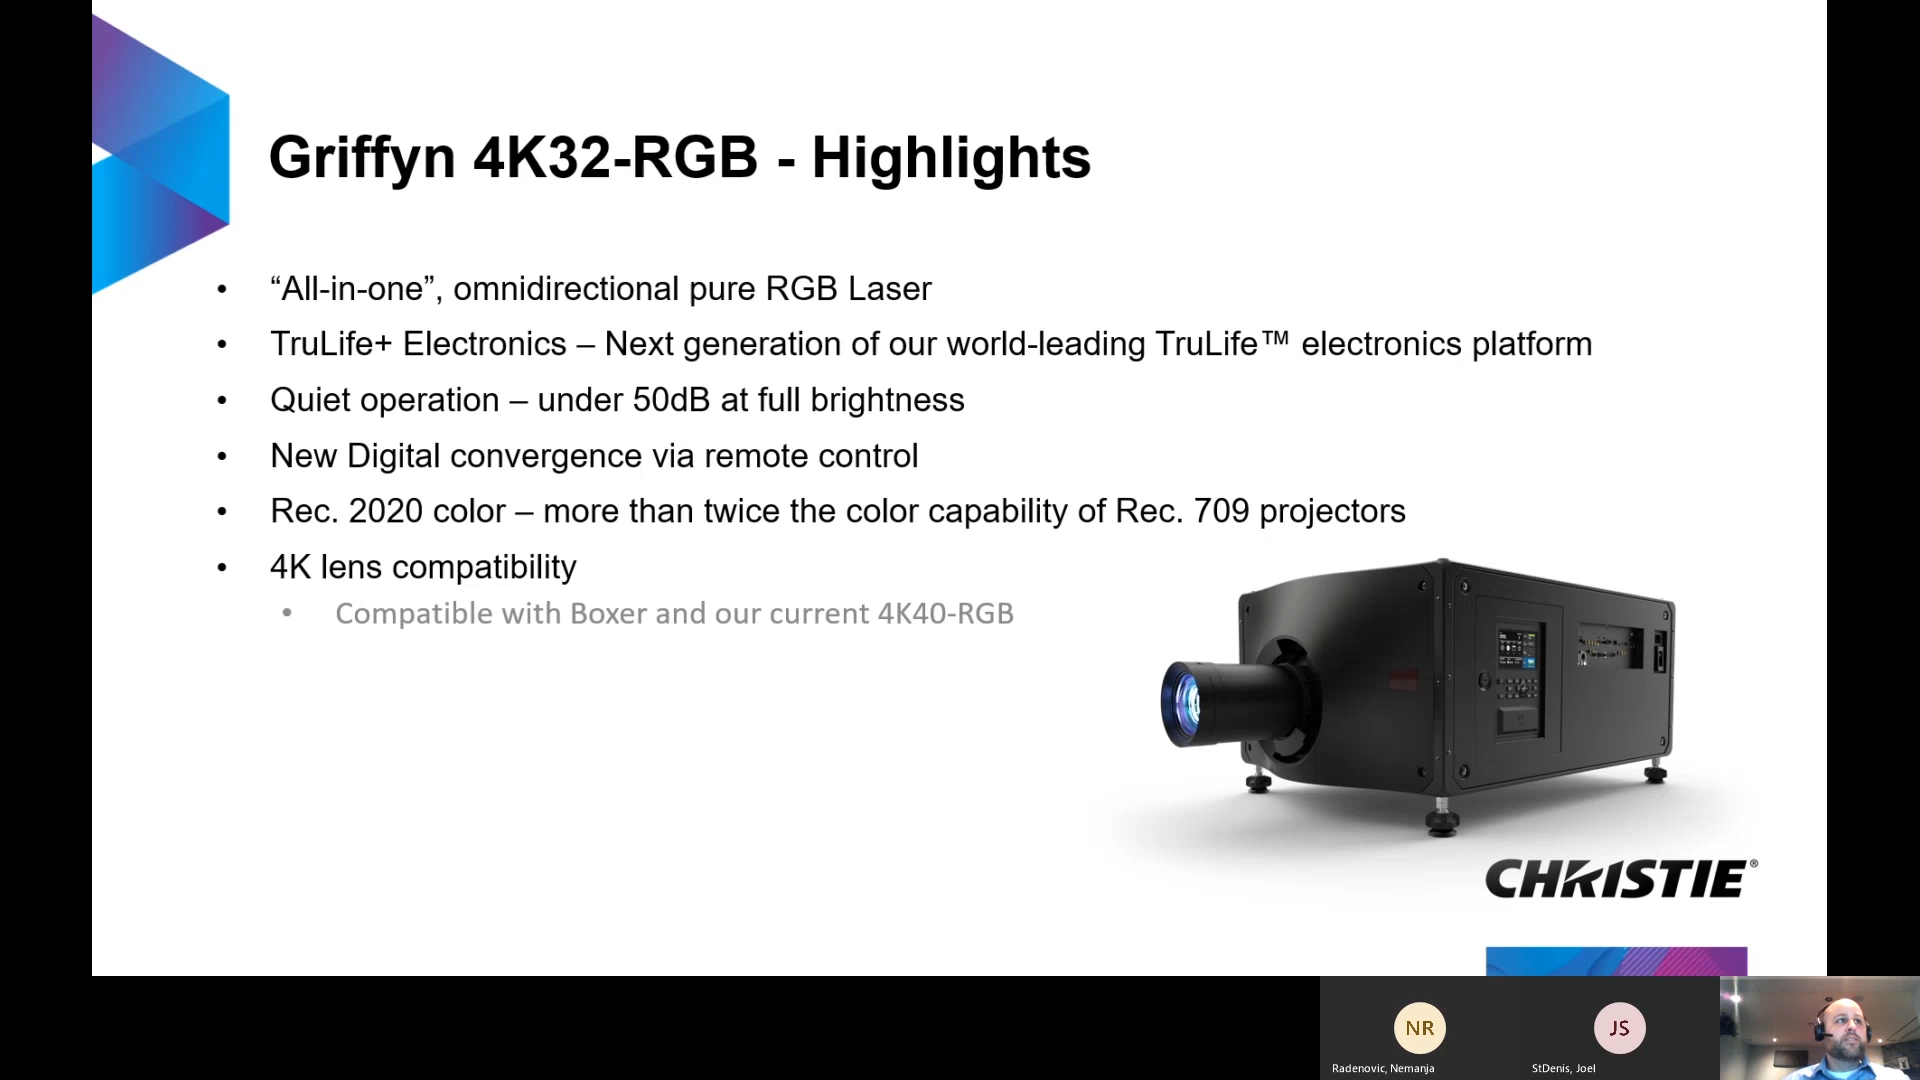 Griffyn 4K32-RGB - Highlights
• “All-in-one”, omnidirectional pure RGB Laser
• TruLife+ Electronics – Next generation of our world-leading TruLife™ electronics platform
• Quiet operation – under 50dB at full brightness
• New Digital convergence via remote control
• Rec. 2020 color – more than twice the color capability of Rec. 709 projectors
• 4K lens compatibility
• Compatible with Boxer and our current 4K40-RGB
CHRISTIE®
NR
JS
Radenovic, Nemanja
StDenis, Joel